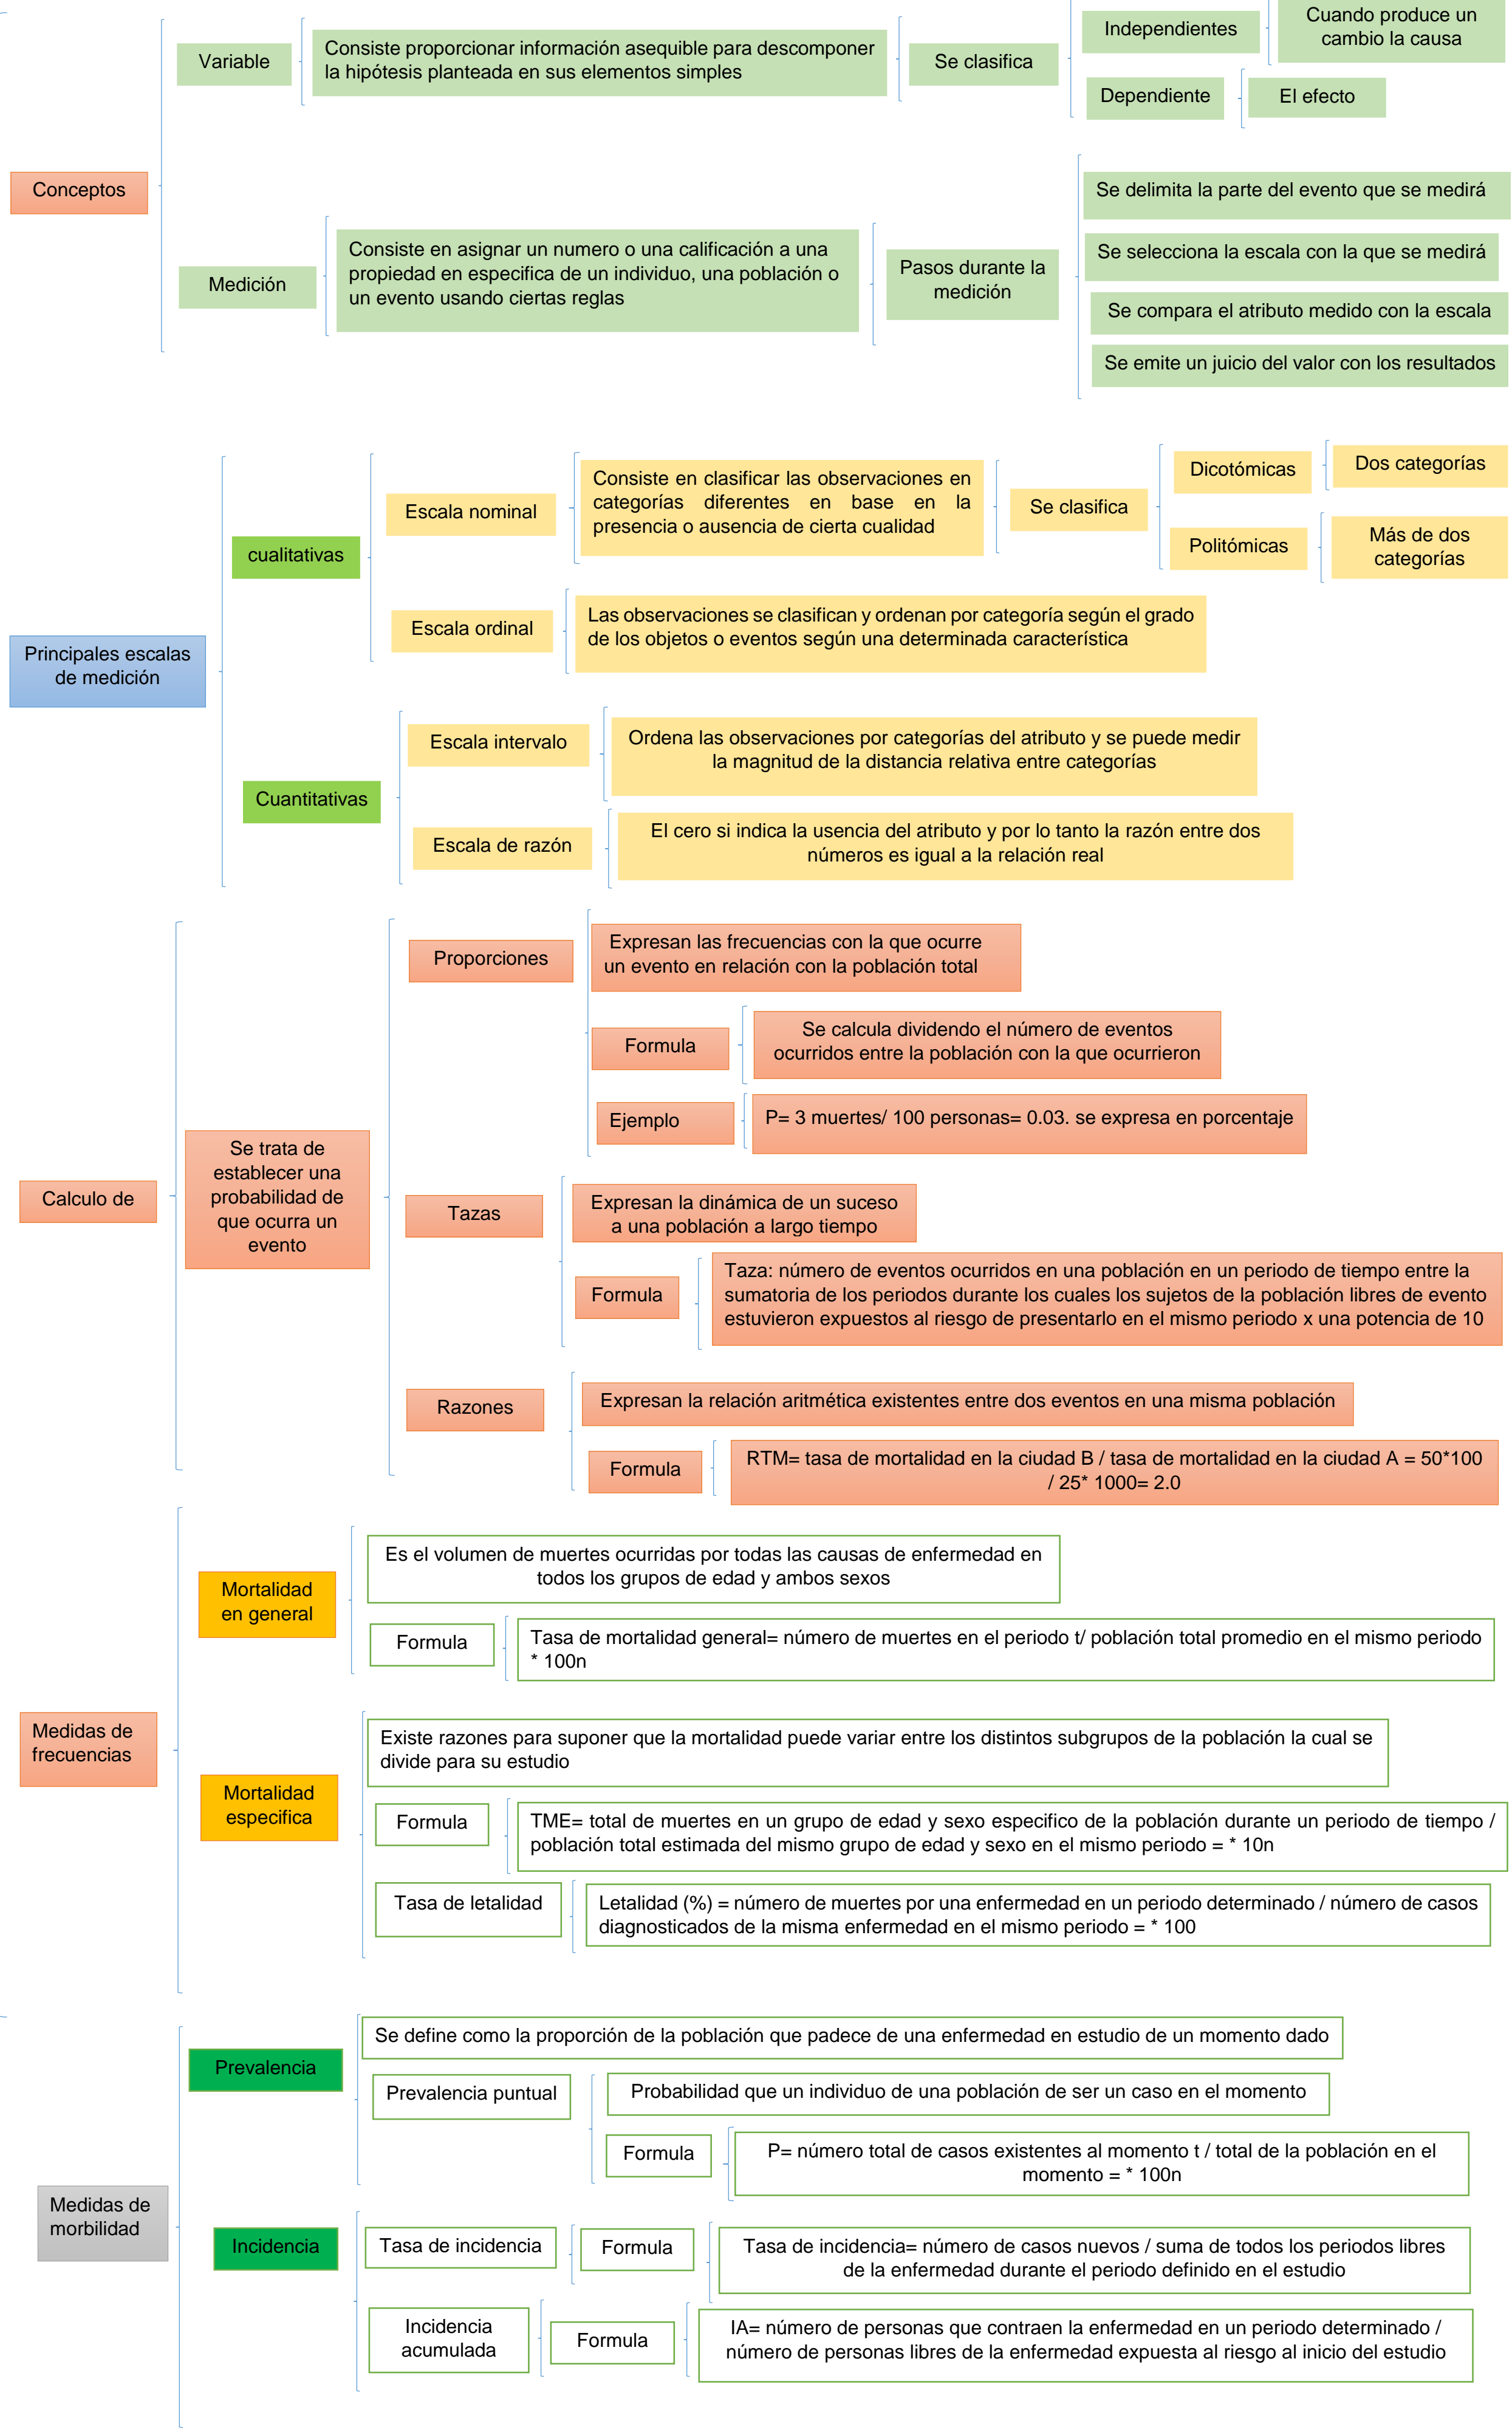 Conceptos
Variable
Consiste proporcionar información asequible para descomponer
la hipótesis planteada en sus elementos simples
Se clasifica
Independientes
Cuando produce un
cambio la causa
Dependiente
El efecto
Medición
Consiste en asignar un numero o una calificación a una
propiedad en especifica de un individuo, una población o
un evento usando ciertas reglas
Pasos durante la
medición
Se delimita la parte del evento que se medirá
Se selecciona la escala con la que se medirá
Se compara el atributo medido con la escala
Se emite un juicio del valor con los resultados
Principales escalas
de medición
cualitativas
Escala nominal
Consiste en clasificar las observaciones en
categorías diferentes en base en la
presencia o ausencia de cierta cualidad
Se clasifica
Dicotómicas
Dos categorías
Politómicas
Más de dos
categorías
Escala ordinal
Las observaciones se clasifican y ordenan por categoría según el grado
de los objetos o eventos según una determinada característica
Cuantitativas
Escala intervalo
Ordena las observaciones por categorías del atributo y se puede medir
la magnitud de la distancia relativa entre categorías
Escala de razón
El cero si indica la usencia del atributo y por lo tanto la razón entre dos
números es igual a la relación real
Calculo de
Se trata de
establecer una
probabilidad de
que ocurra un
evento
Proporciones
Expresan las frecuencias con la que ocurre
un evento en relación con la población total
Formula
Se calcula dividendo el número de eventos
ocurridos entre la población con la que ocurrieron
Ejemplo
P= 3 muertes/ 100 personas= 0.03. se expresa en porcentaje
Tazas
Expresan la dinámica de un suceso
a una población a largo tiempo
Formula
Taza: número de eventos ocurridos en una población en un periodo de tiempo entre la
sumatoria de los periodos durante los cuales los sujetos de la población libres de evento
estuvieron expuestos al riesgo de presentarlo en el mismo periodo x una potencia de 10
Razones
Expresan la relación aritmética existentes entre dos eventos en una misma población
Formula
RTM= tasa de mortalidad en la ciudad B / tasa de mortalidad en la ciudad A = 50*100
/ 25* 1000= 2.0
Medidas de
frecuencias
Mortalidad
en general
Es el volumen de muertes ocurridas por todas las causas de enfermedad en
todos los grupos de edad y ambos sexos
Formula
Tasa de mortalidad general= número de muertes en el periodo t/ población total promedio en el mismo periodo
* 100n
Mortalidad
especifica
Existe razones para suponer que la mortalidad puede variar entre los distintos subgrupos de la población la cual se
divide para su estudio
Formula
TME= total de muertes en un grupo de edad y sexo especifico de la población durante un periodo de tiempo /
población total estimada del mismo grupo de edad y sexo en el mismo periodo = * 10n
Tasa de letalidad
Letalidad (%) = número de muertes por una enfermedad en un periodo determinado / número de casos
diagnosticados de la misma enfermedad en el mismo periodo = * 100
Medidas de
morbilidad
Prevalencia
Se define como la proporción de la población que padece de una enfermedad en estudio de un momento dado
Prevalencia puntual
Probabilidad que un individuo de una población de ser un caso en el momento
Formula
P= número total de casos existentes al momento t / total de la población en el
momento = * 100n
Incidencia
Tasa de incidencia
Formula
Tasa de incidencia= número de casos nuevos / suma de todos los periodos libres
de la enfermedad durante el periodo definido en el estudio
Incidencia
acumulada
Formula
IA= número de personas que contraen la enfermedad en un periodo determinado /
número de personas libres de la enfermedad expuesta al riesgo al inicio del estudio